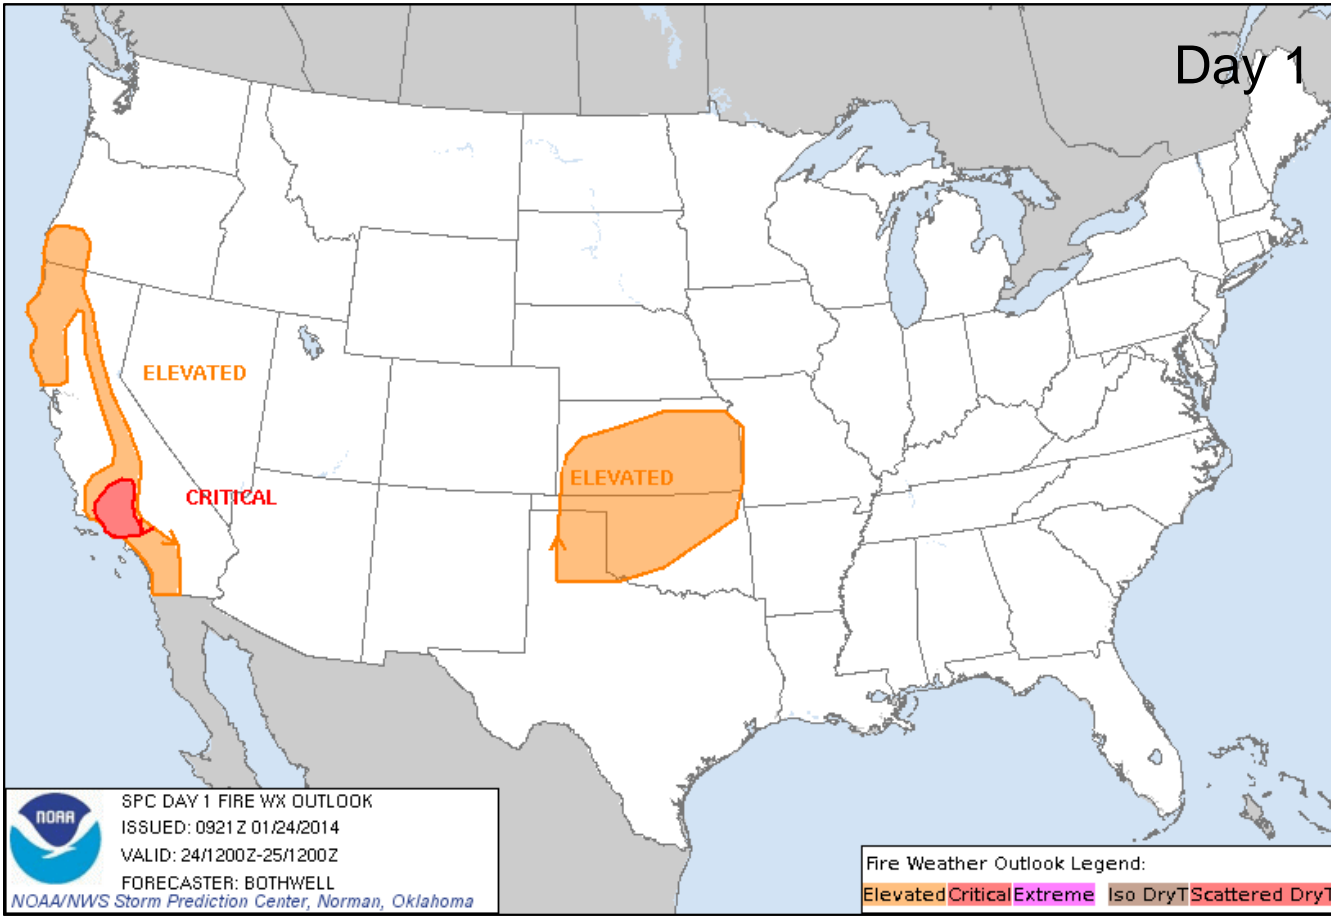 Day 1
ELEVATED
ELEVATED
CRITICAL
NOAA
SPC DAY 1 FIRE WX OUTLOOK
ISSUED: 0921Z 01/24/2014
VALID: 24/1200Z-25/1200Z
FORECASTER: BOTHWELL
NOAA/NWS Storm Prediction Center, Norman, Oklahoma
Fire Weather Outlook Legend:
Elevated Critical Extreme Iso DryT Scattered DryT